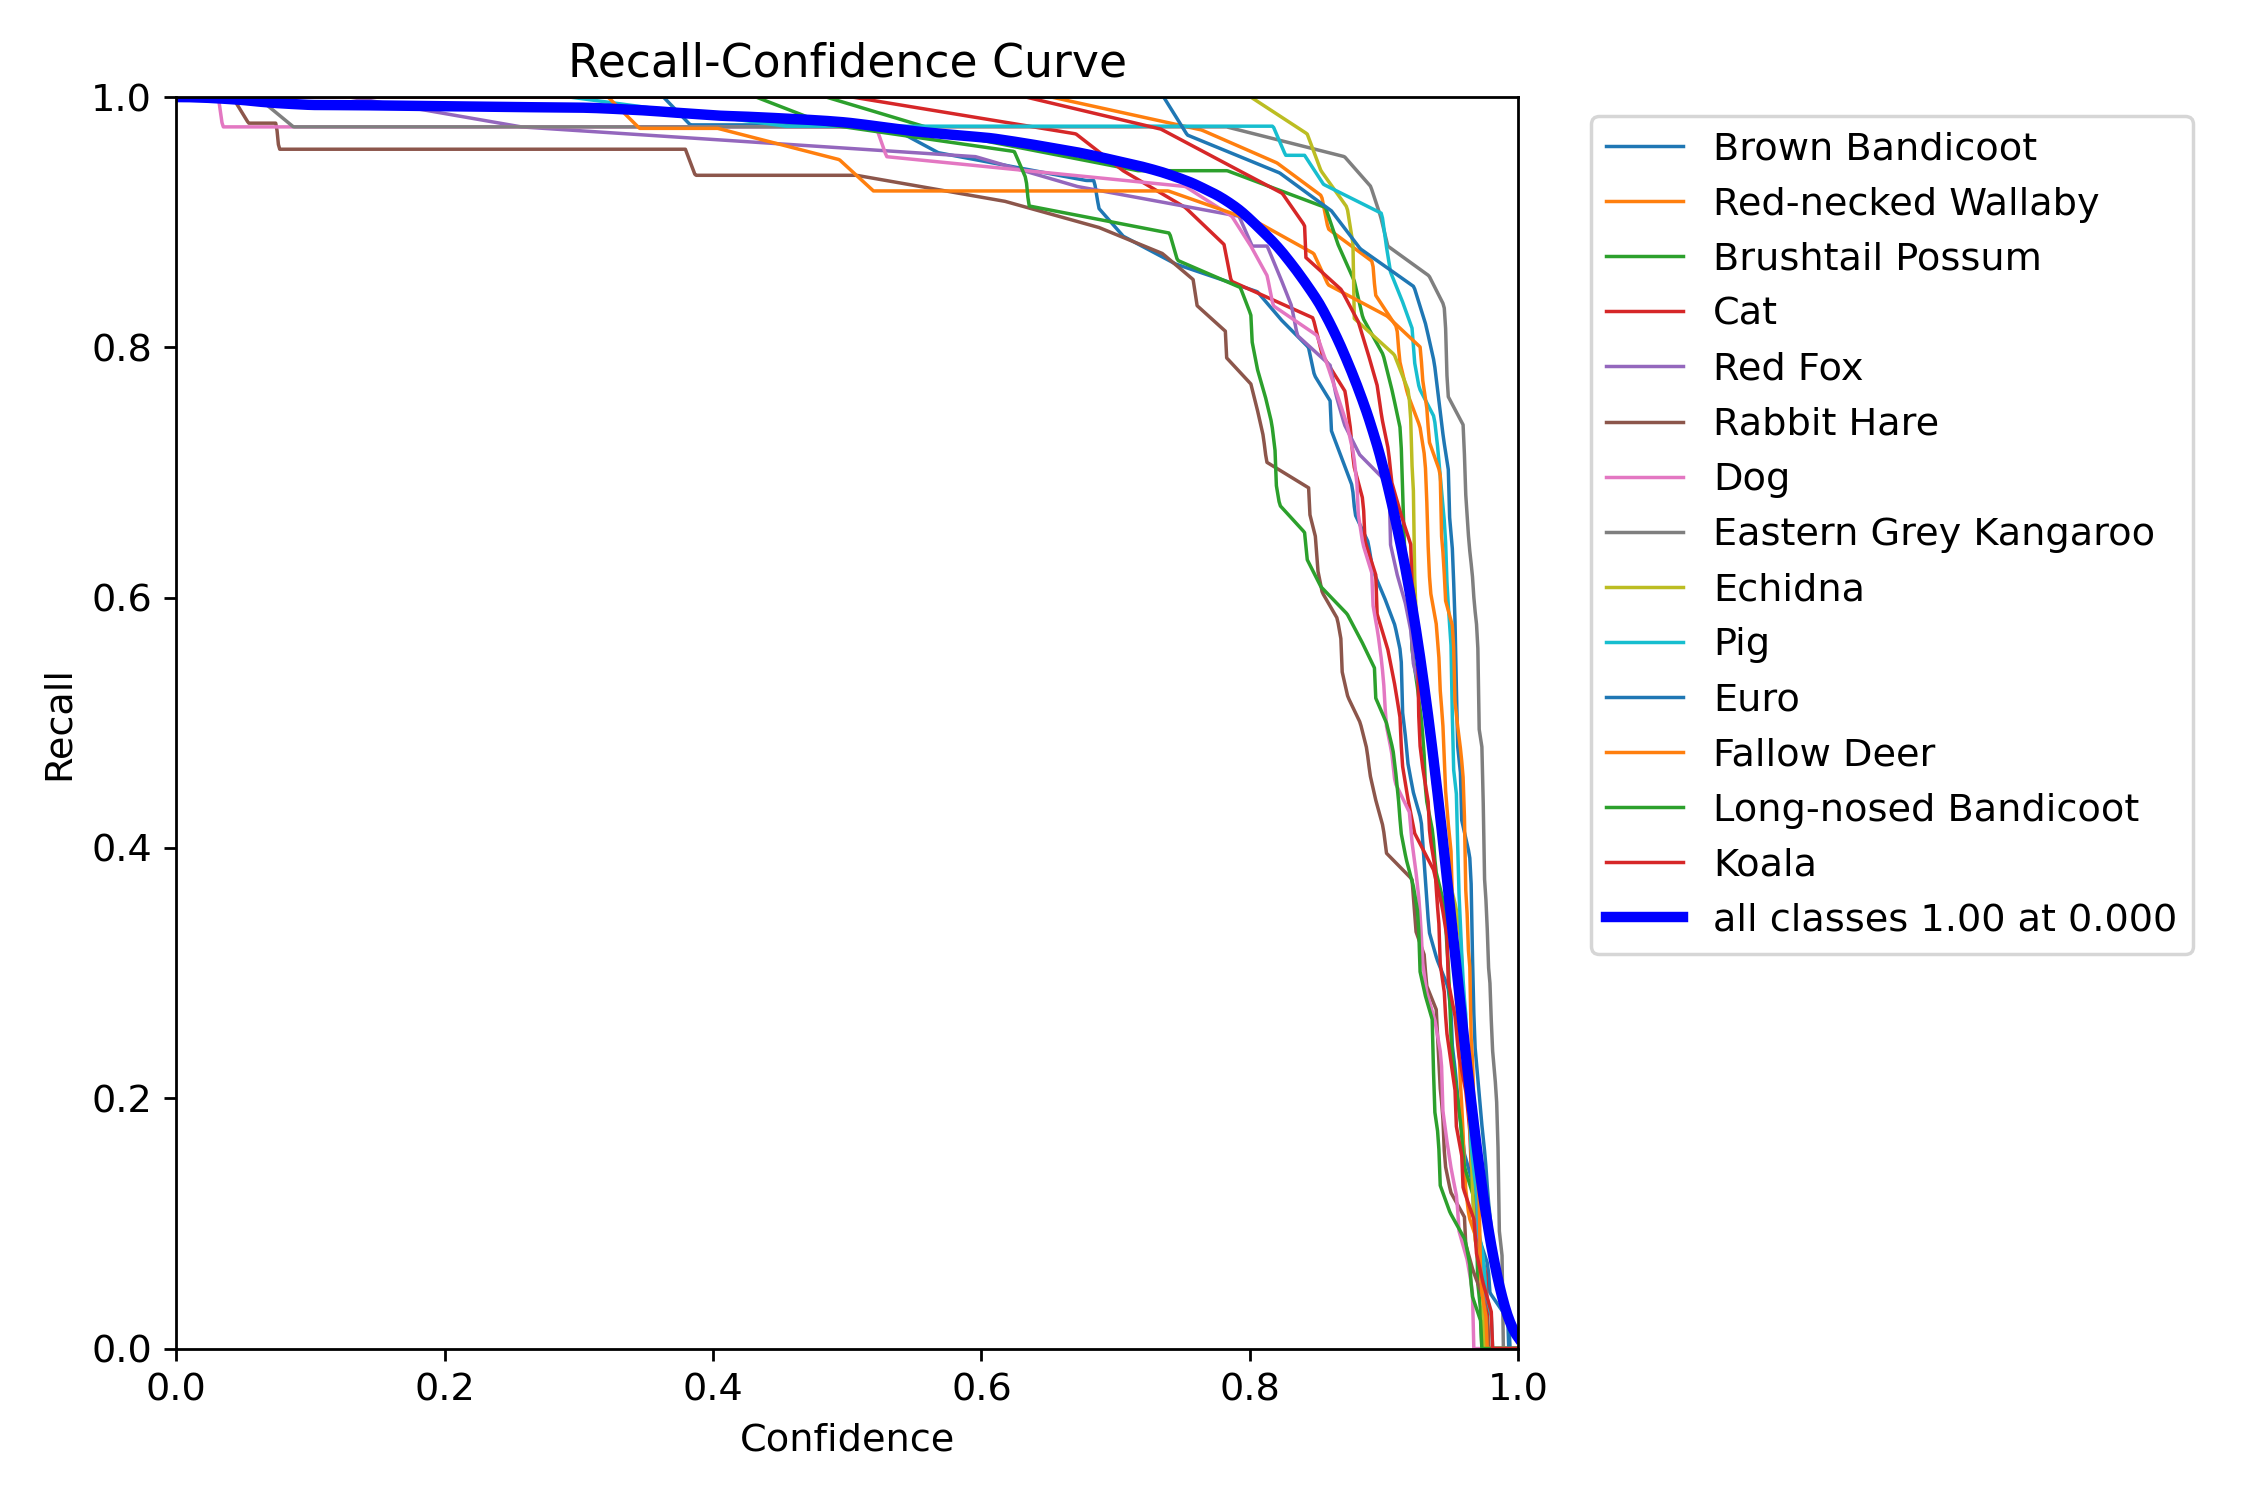 Recall-Confidence Curve
1.0
0.8
0.6
0.4
0.2
0.0
Recall
0.0 0.2 0.4 0.6 0.8 1.0
Confidence
Brown Bandicoot
Red-necked Wallaby
Brushtail Possum
Cat
Red Fox
Rabbit Hare
Dog
Eastern Grey Kangaroo
Echidna
Pig
Euro
Fallow Deer
Long-nosed Bandicoot
Koala
all classes 1.00 at 0.000